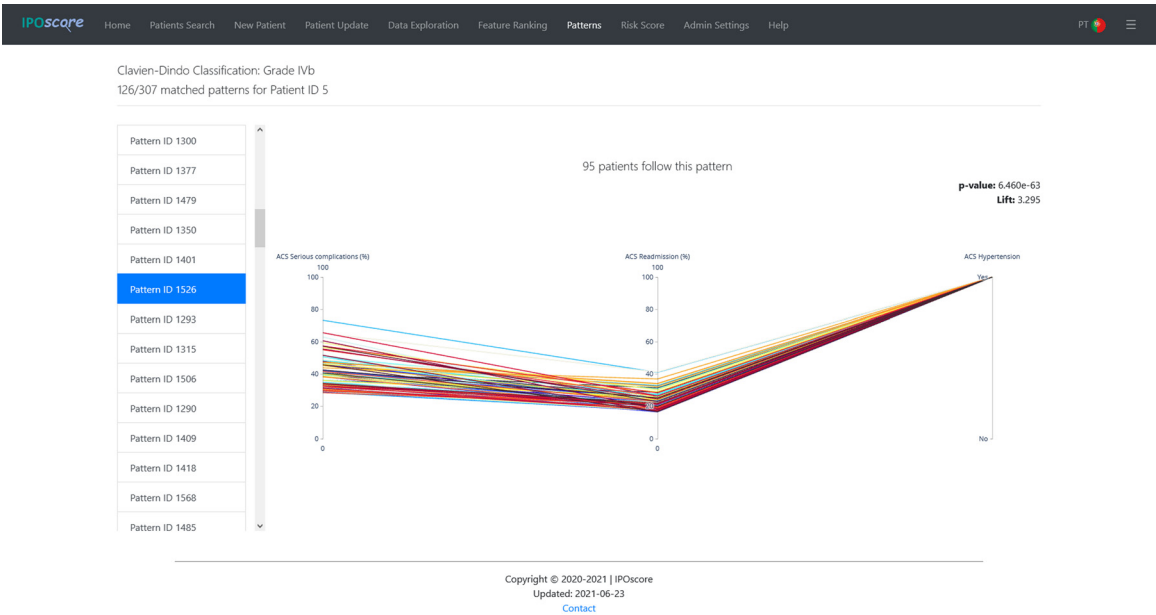 IPOscore Home Patients Search New Patient Patient Update Data Exploration Feature Ranking Patterns Risk Score Admin Settings Help PT
Clavien-Dindo Classification: Grade IVb
126/307 matched patterns for Patient ID 5
Pattern ID 1300
Pattern ID 1377
Pattern ID 1479
Pattern ID 1350
Pattern ID 1401
Pattern ID 1526
Pattern ID 1293
Pattern ID 1315
Pattern ID 1506
Pattern ID 1290
Pattern ID 1409
Pattern ID 1418
Pattern ID 1568
Pattern ID 1485
95 patients follow this pattern
p-value: 6.460e-63
Lift: 3.295
ACS Serious complications (%) ACS Readmission (%) ACS Hypertension
100 100
100 100 Yes
80 80
60 60
40 40
20 20
0 0 No
0 0
Copyright © 2020-2021 | IPOscore
Updated: 2021-06-23
Contact